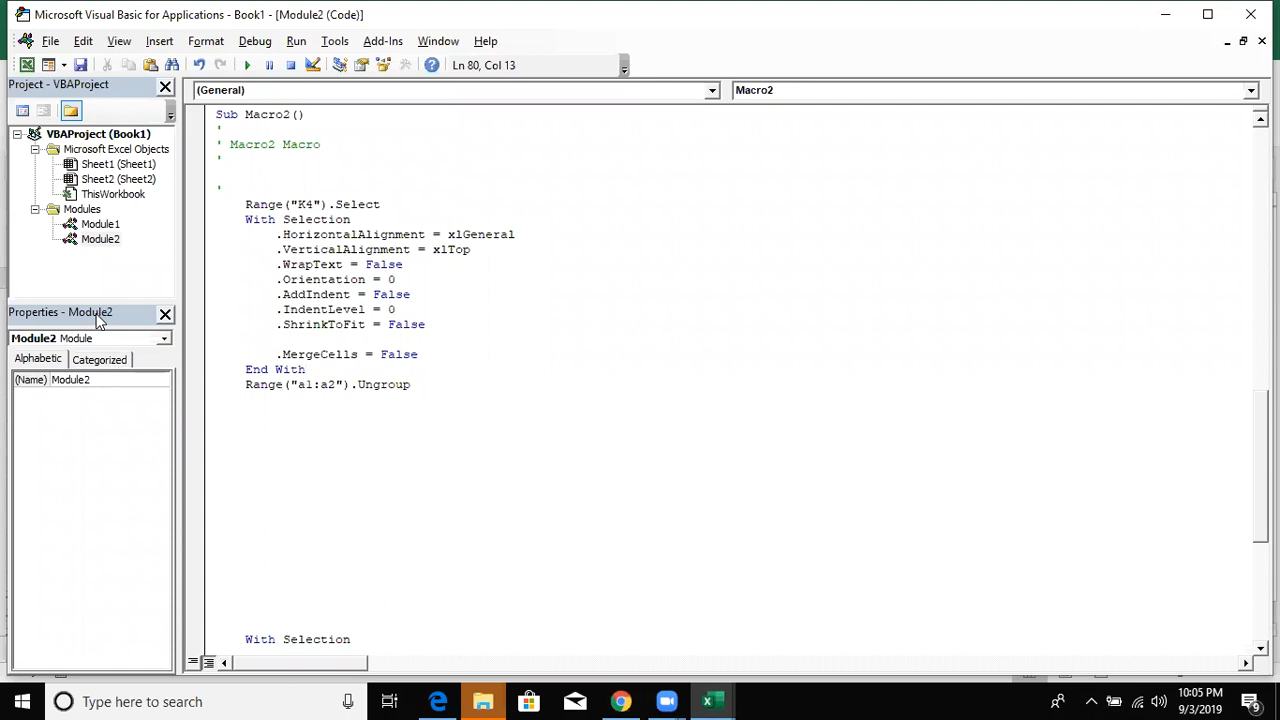 Microsoft Visual Basic for Applications - Book1 - [Module2 (Code)]
File Edit View Insert Format Debug Run Tools Add-Ins Window Help
Ln 80, Col 13
Project - VBAProject
(General)
Macro2
VBAProject (Book1)
Microsoft Excel Objects
Sheet1 (Sheet1)
Sheet2 (Sheet2)
ThisWorkbook
Modules
Module1
Module2
Properties - Module2
Module2 Module
Alphabetic Categorized
(Name) Module2
Sub Macro2()
'
' Macro2 Macro
'
'
Range("K4").Select
With Selection
.HorizontalAlignment = xlGeneral
.VerticalAlignment = xlTop
.WrapText = False
.Orientation = 0
.AddIndent = False
.IndentLevel = 0
.ShrinkToFit = False
.MergeCells = False
End With
Range("a1:a2").Ungroup
With Selection
Type here to search
10:05 PM
9/3/2019
9